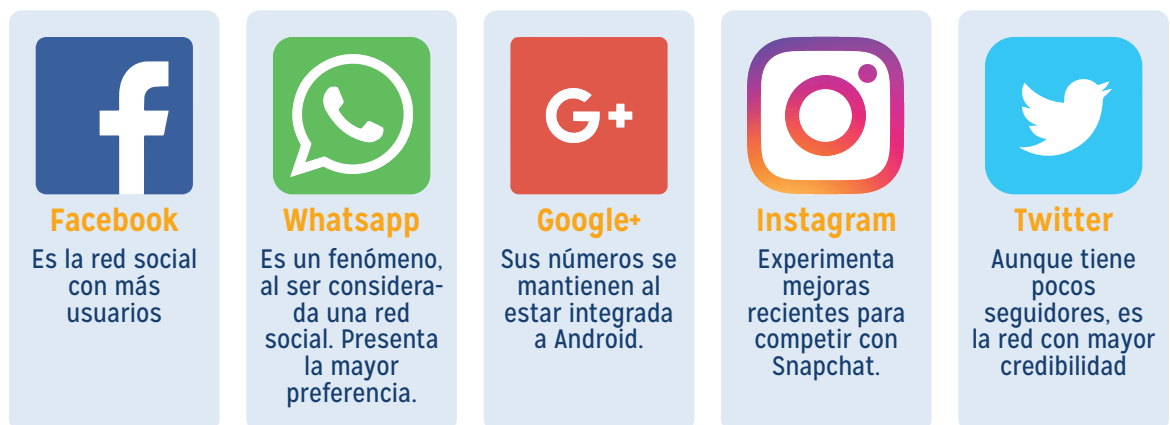 G+
Facebook
Es la red social
con más
usuarios
Whatsapp
Es un fenómeno,
al ser considera-
da una red
social. Presenta
la mayor
preferencia.
Google+
Sus números se
mantienen al
estar integrada
a Android.
Instagram
Experimenta
mejoras
recientes para
competir con
Snapchat.
Twitter
Aunque tiene
pocos
seguidores, es
la red con mayor
credibilidad